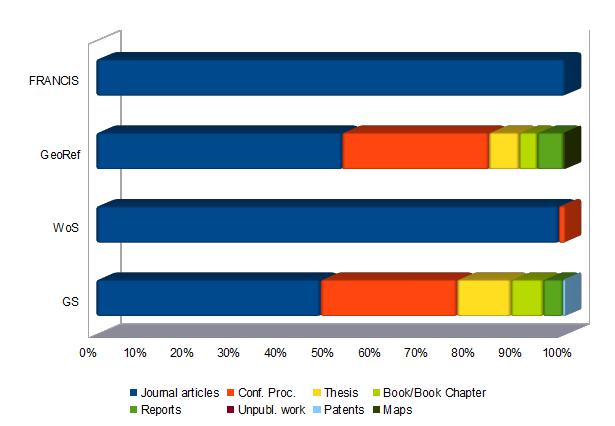 FRANCIS
GeoRef
WoS
GS
0% 10% 20% 30% 40% 50% 60% 70% 80% 90% 100%
Journal articles Conf. Proc. Thesis Book/Book Chapter
Reports Unpubl. work Patents Maps